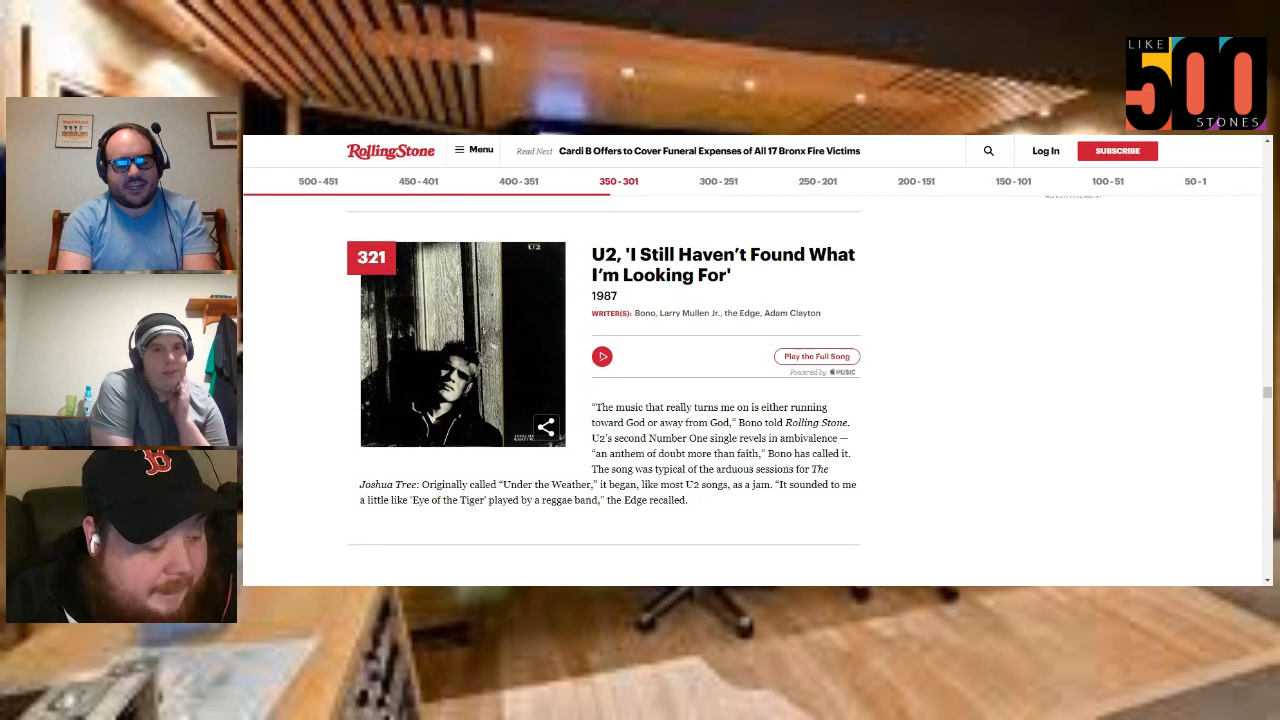 LIKE
500
STONES
RollingStone
Menu
Read Next Cardi B Offers to Cover Funeral Expenses of All 17 Bronx Fire Victims
Log In
SUBSCRIBE
500 - 451
450 - 401
400 - 351
350 - 301
300 - 251
250 - 201
200 - 151
150 - 101
100 - 51
50 - 1
ADVERTISEMENT
321
U2
U2, 'I Still Haven’t Found What
I’m Looking For'
1987
WRITER(S): Bono, Larry Mullen Jr., the Edge, Adam Clayton
Play the Full Song
Powered by MUSIC
“The music that really turns me on is either running
toward God or away from God,” Bono told Rolling Stone.
U2’s second Number One single revels in ambivalence —
“an anthem of doubt more than faith,” Bono has called it.
The song was typical of the arduous sessions for The
Joshua Tree: Originally called “Under the Weather,” it began, like most U2 songs, as a jam. “It sounded to me
a little like ‘Eye of the Tiger’ played by a reggae band,” the Edge recalled.
B